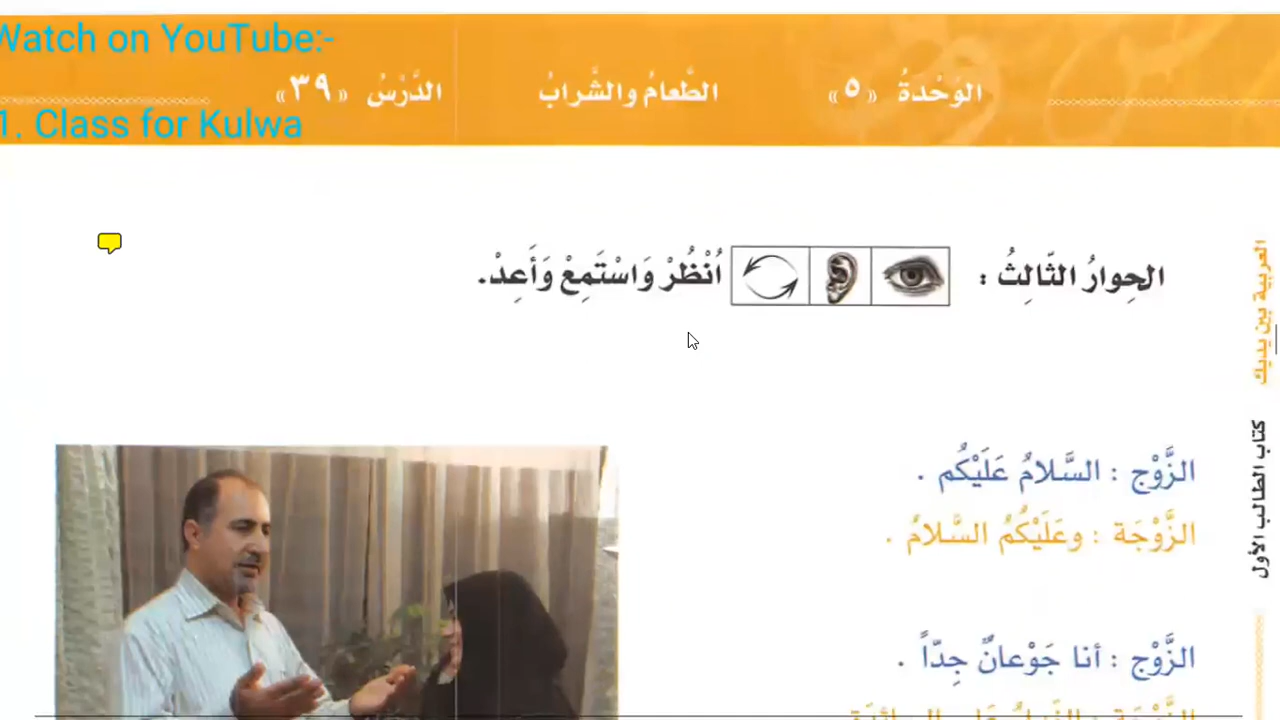 Watch on YouTube:-
1. Class for Kulwa
الوَحْدَةُ «٥» الطَّعامُ والشَّرابُ الدَّرْسُ «٣٩»
الحِوارُ الثّالِثُ : اُنْظُرْ وَاسْتَمِعْ وَأَعِدْ.
الزَّوْج : السَّلامُ عَلَيْكُم .
الزَّوْجَة : وعَلَيْكُمُ السَّلامُ .
الزَّوْج : أنا جَوْعانٌ جِدّاً .
العربية بين يديك
كتاب الطالب الأول